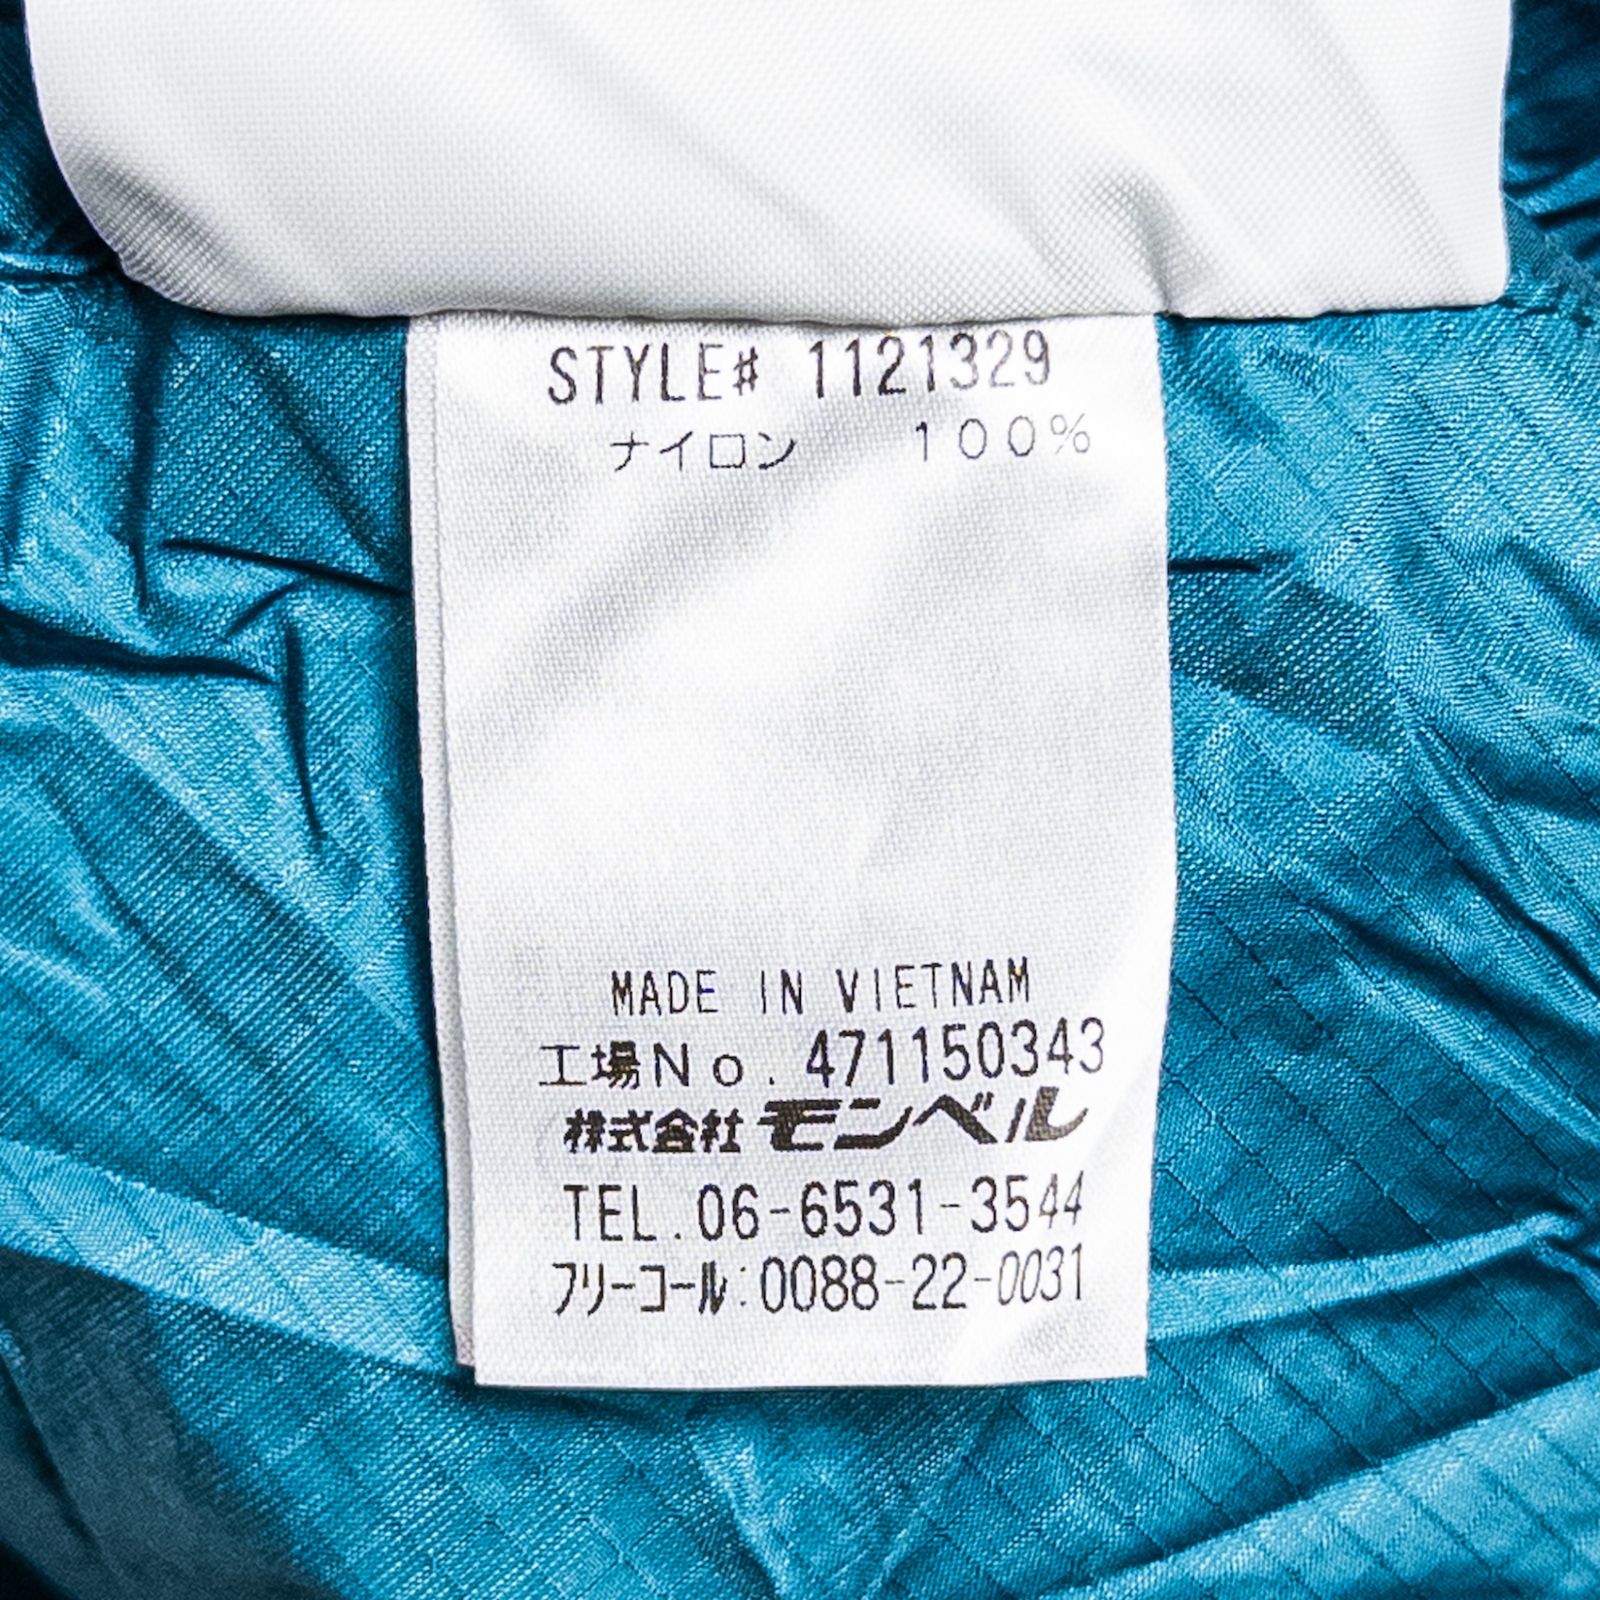 STYLE# 1121329
ナイロン 100%
MADE IN VIETNAM
工場No. 471150343
株式会社モンベル
TEL.06-6531-3544
フリーコール:0088-22-0031